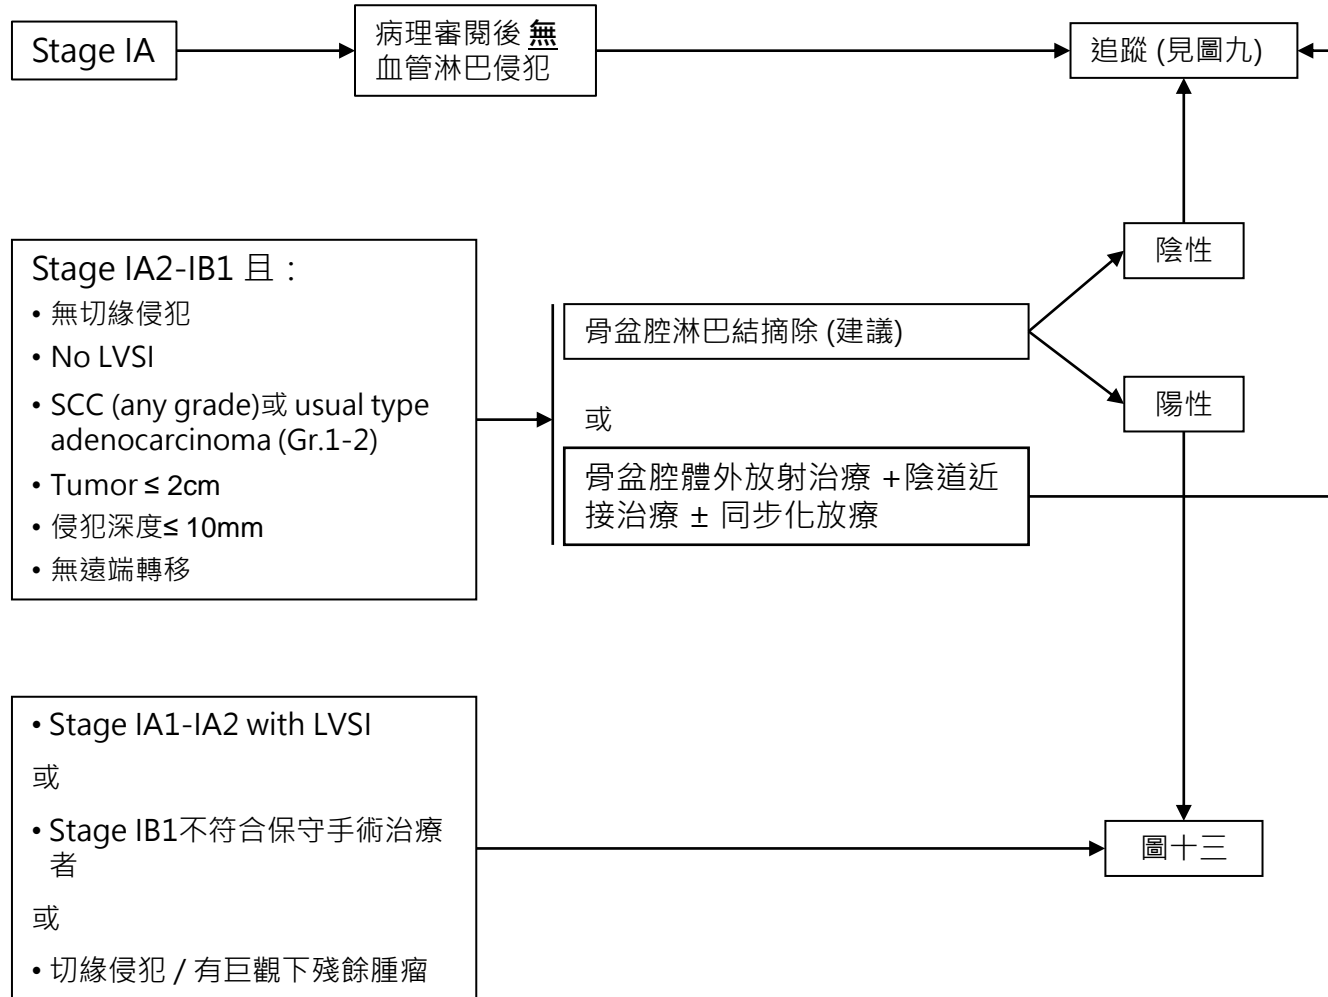 Stage IA
病理審閱後 無
血管淋巴侵犯
追蹤 (見圖九)
Stage IA2-IB1 且：
• 無切緣侵犯
• No LVSI
• SCC (any grade)或 usual type
adenocarcinoma (Gr.1-2)
• Tumor ≤ 2cm
• 侵犯深度≤ 10mm
• 無遠端轉移
骨盆腔淋巴結摘除 (建議)
或
骨盆腔體外放射治療 +陰道近
接治療 ± 同步化放療
陰性
陽性
• Stage IA1-IA2 with LVSI
或
• Stage IB1不符合保守手術治療
者
或
• 切緣侵犯 / 有巨觀下殘餘腫瘤
圖十三